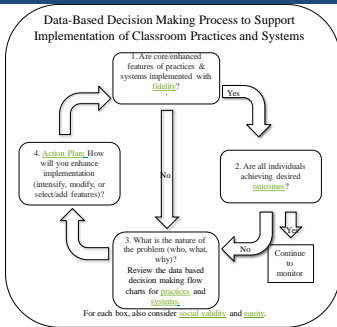 Data-Based Decision Making Process to Support
Implementation of Classroom Practices and Systems
1. Are core/enhanced
features of practices &
systems implemented with
fidelity?
Yes
4. Action Plan: How
will you enhance
implementation
(intensify, modify, or
select/add features)?
No
2. Are all individuals
achieving desired
outcomes?
3. What is the nature of
the problem (who, what,
why)?
Review the data based
decision making flow
charts for practices and
systems.
No
Yes
Continue
to
monitor
For each box, also consider social validity and equity.